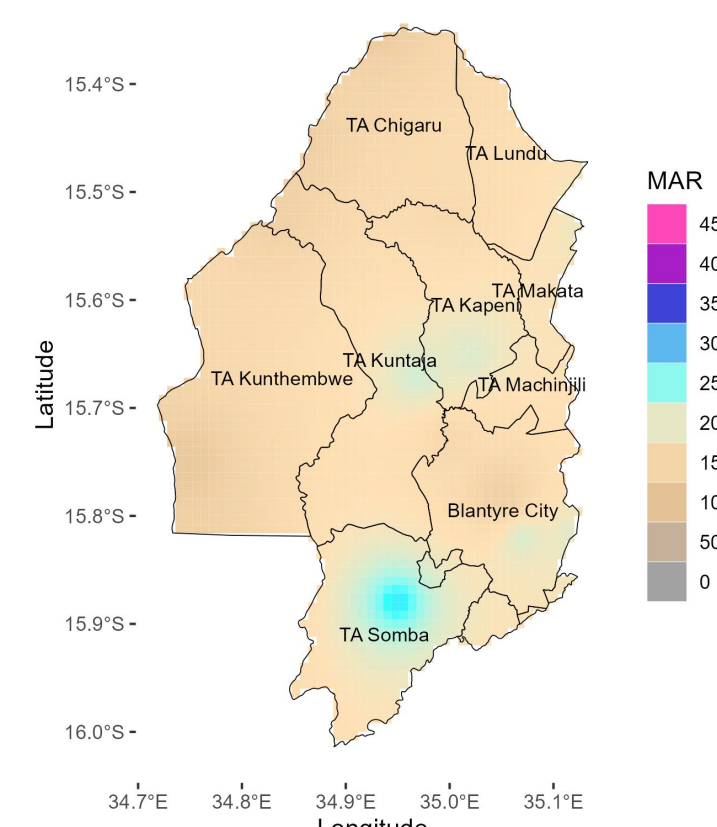 15.4°S
TA Chigaru
TA Lundu
MAR
15.5°S
45
40
TA Makata
35
15.6°S
TA Kapeni
30
TA Kuntaja
25
TA Kunthembwe
TA Machinjili
Latitude
20
15.7°S
15
10
Blantyre City
15.8°S
50
0
15.9°S
TA Somba
16.0°S
34.7°E 34.8°E 34.9°E 35.0°E 35.1°E